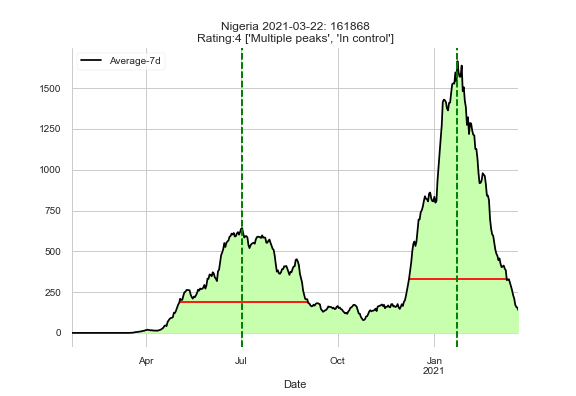 Nigeria 2021-03-22: 161868
Rating:4 ['Multiple peaks', 'In control']
Average-7d
1500
1250
1000
750
500
250
0
Apr
Jul
Oct
Jan
2021
Date